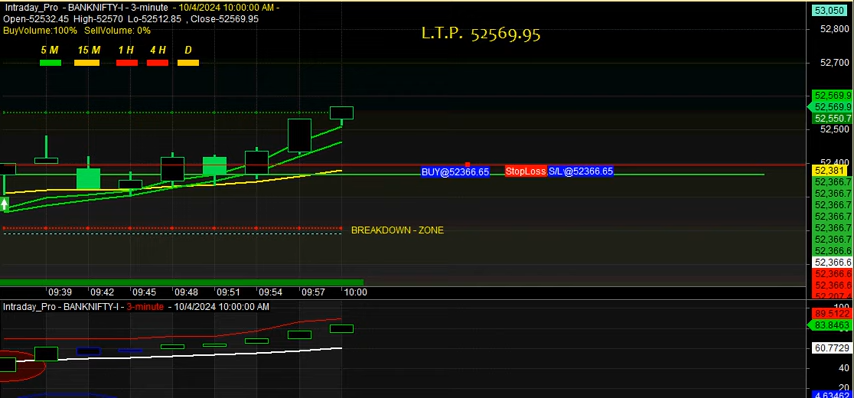 Intraday_Pro - BANKNIFTY-I - 3-minute - 10/4/2024 10:00:00 AM -
Open-52532.45 High-52570 Lo-52512.85 , Close-52569.95
BuyVolume:100% SellVolume: 0%
5 M 15 M 1 H 4 H D
L.T.P. 52569.95
53,050
52,800
52,700
52,569.9
52,569.9
52,550.7
52,500
52,400
BUY@52366.65 StopLoss S/L'@52366.65
52,381
52,366.7
52,366.7
52,366.7
52,366.7
52,366.7
52,366.7
BREAKDOWN - ZONE
52,366.6
52,366.6
52,366.6
52,366.6
09:39 09:42 09:45 09:48 09:51 09:54 09:57 10:00
Intraday_Pro - BANKNIFTY-I - 3-minute - 10/4/2024 10:00:00 AM
100
89.5122
83.8463
60.7729
40
20
4.63462